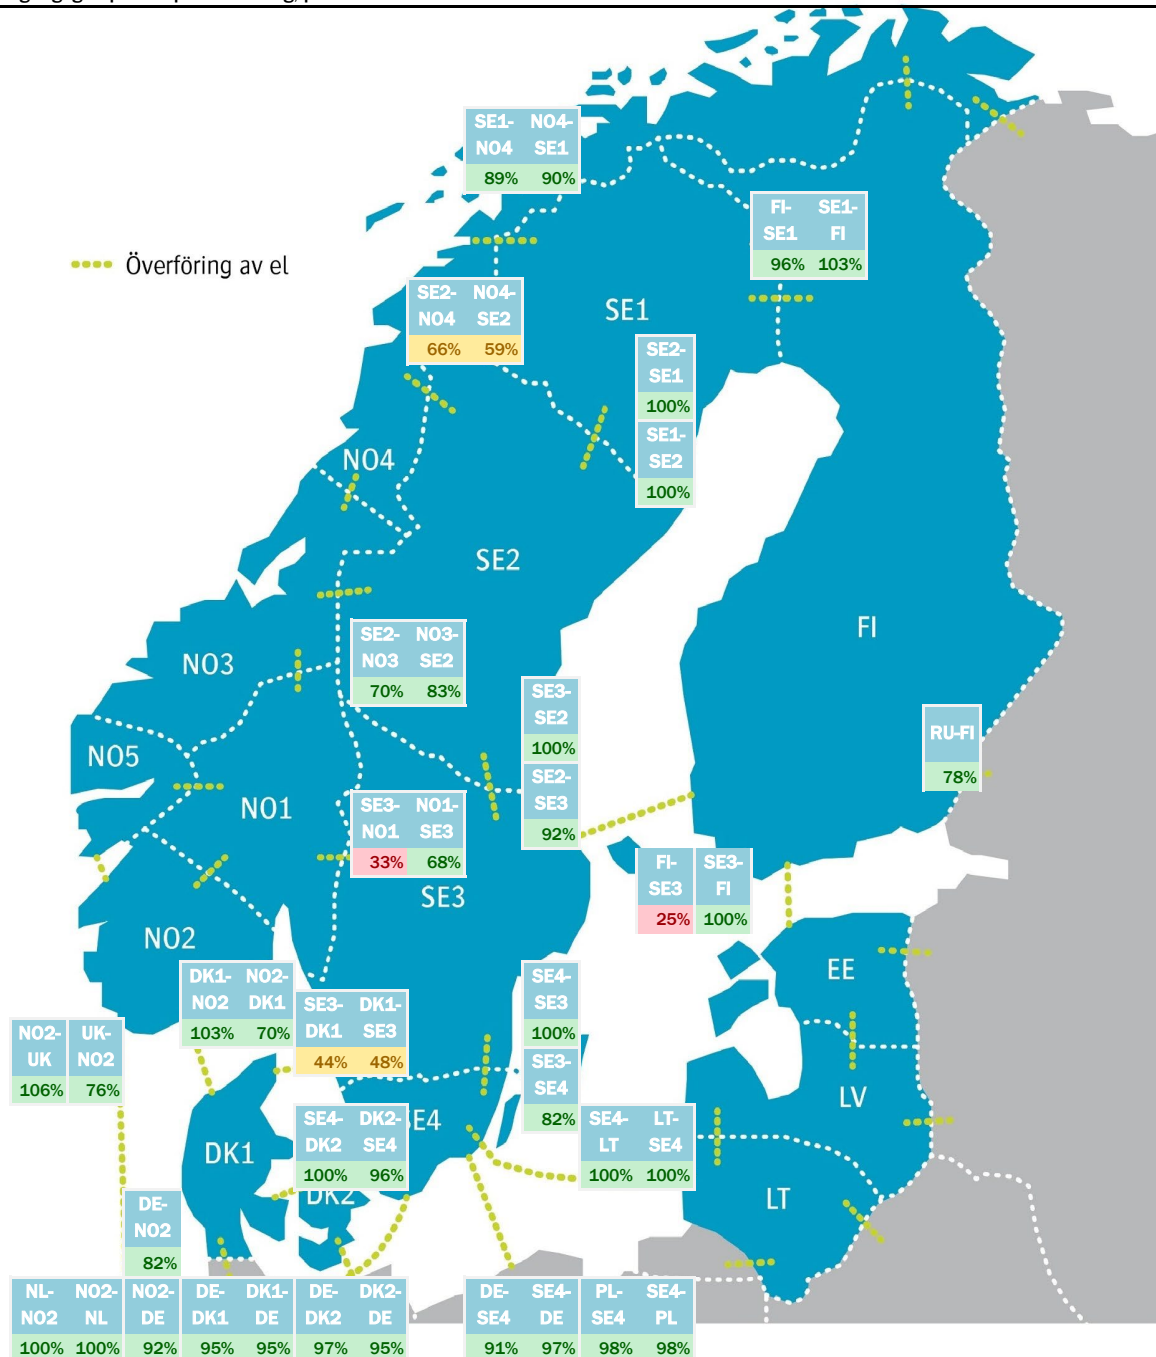 SE1- NO4-
NO4 SE1
89% 90%
FI- SE1-
SE1 FI
96% 103%
Överföring av el
SE2- NO4-
NO4 SE2
66% 59%
SE1
SE2-
SE1
100%
SE1-
SE2
100%
NO4
SE2
FI
SE2- NO3-
NO3 SE2
70% 83%
NO3
SE3-
SE2
100%
SE2-
SE3
92%
RU-FI
78%
NO5
NO1
SE3- NO1-
NO1 SE3
33% 68%
SE3
FI- SE3-
SE3 FI
25% 100%
NO2
EE
DK1- NO2-
NO2 DK1
103% 70%
SE3- DK1-
DK1 SE3
44% 48%
SE4-
SE3
100%
SE3-
SE4
82%
NO2- UK-
UK NO2
106% 76%
LV
SE4- DK2-
DK2 SE4
100% 96%
SE4
SE4- LT-
LT SE4
100% 100%
DK1
DK2
LT
DE-
NO2
82%
NL- NO2- NO2- DE- DK1- DE- DK2-
NO2 NL DE DK1 DE DK2 DE
100% 100% 92% 95% 95% 97% 95%
DE- SE4- PL- SE4-
SE4 DE SE4 PL
91% 97% 98% 98%